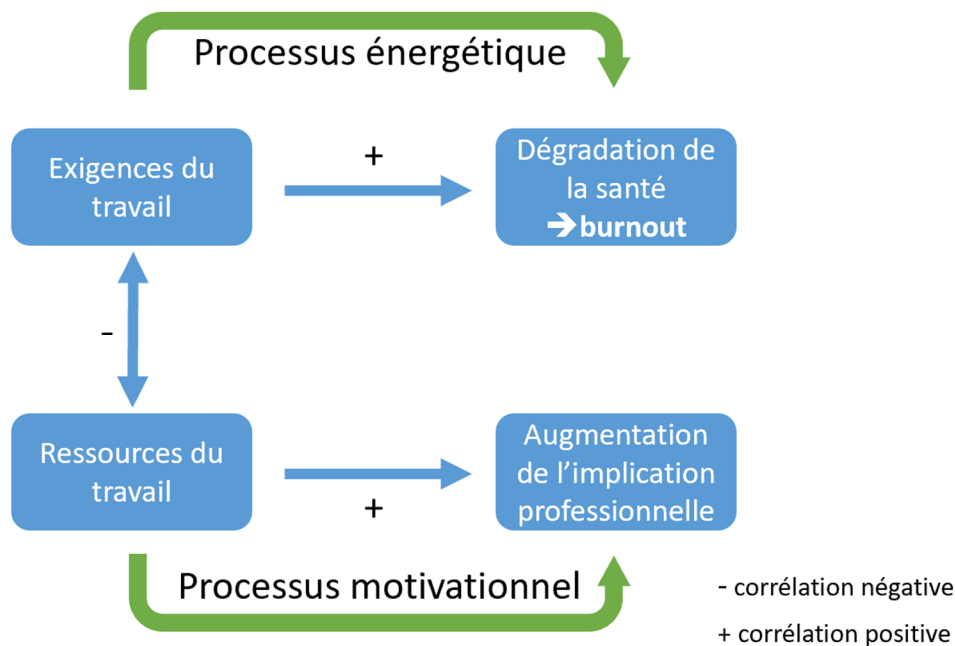 Processus énergétique
Exigences du
travail
+
Dégradation de
la santé
➔burnout
-
Ressources du
travail
+
Augmentation
de l’implication
professionnelle
Processus motivationnel
- corrélation négative
+ corrélation positive